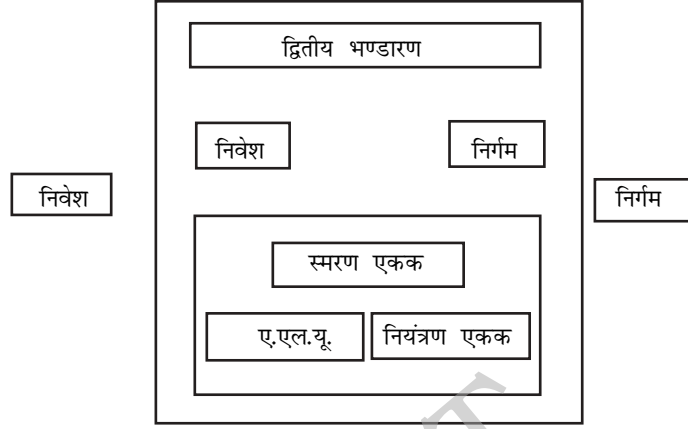 द्वितीय भण्डारण
निवेश
निर्गम
निवेश
निर्गम
स्मरण एकक
ए.एल.यू.
नियंत्रण एकक